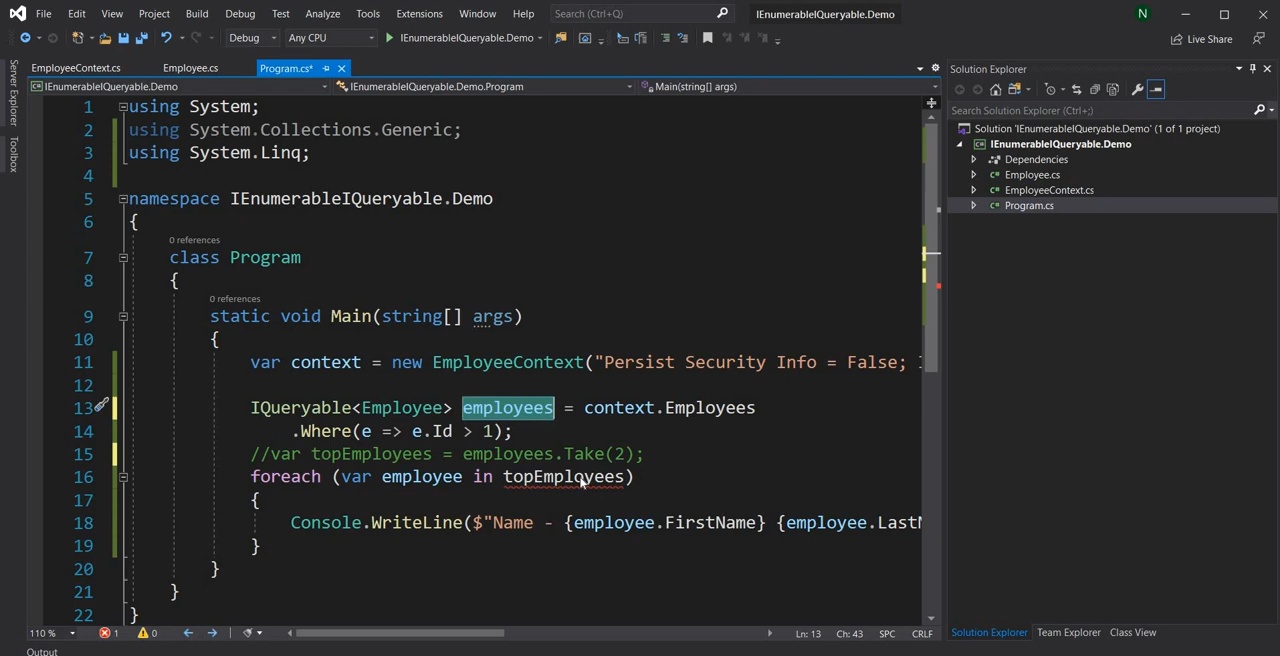 File Edit View Project Build Debug Test Analyze Tools Extensions Window Help Search (Ctrl+Q) IEnumerableIQueryable.Demo N
Debug Any CPU IEnumerableIQueryable.Demo Live Share
Server Explorer
Toolbox
EmployeeContext.cs Employee.cs Program.cs*
IEnumerableIQueryable.Demo IEnumerableIQueryable.Demo.Program Main(string[] args)
1 using System;
2 using System.Collections.Generic;
3 using System.Linq;
4
5 namespace IEnumerableIQueryable.Demo
6 {
0 references
7 class Program
8 {
0 references
9 static void Main(string[] args)
10 {
11 var context = new EmployeeContext("Persist Security Info = False;
12
13 IQueryable<Employee> employees = context.Employees
14 .Where(e => e.Id > 1);
15 //var topEmployees = employees.Take(2);
16 foreach (var employee in topEmployees)
17 {
18 Console.WriteLine($"Name - {employee.FirstName} {employee.LastN
19 }
20 }
21 }
22 }
110 % 1 0 Ln: 13 Ch: 43 SPC CRLF
Output
Solution Explorer
Search Solution Explorer (Ctrl+;)
Solution 'IEnumerableIQueryable.Demo' (1 of 1 project)
IEnumerableIQueryable.Demo
Dependencies
C# Employee.cs
C# EmployeeContext.cs
C# Program.cs
Solution Explorer Team Explorer Class View